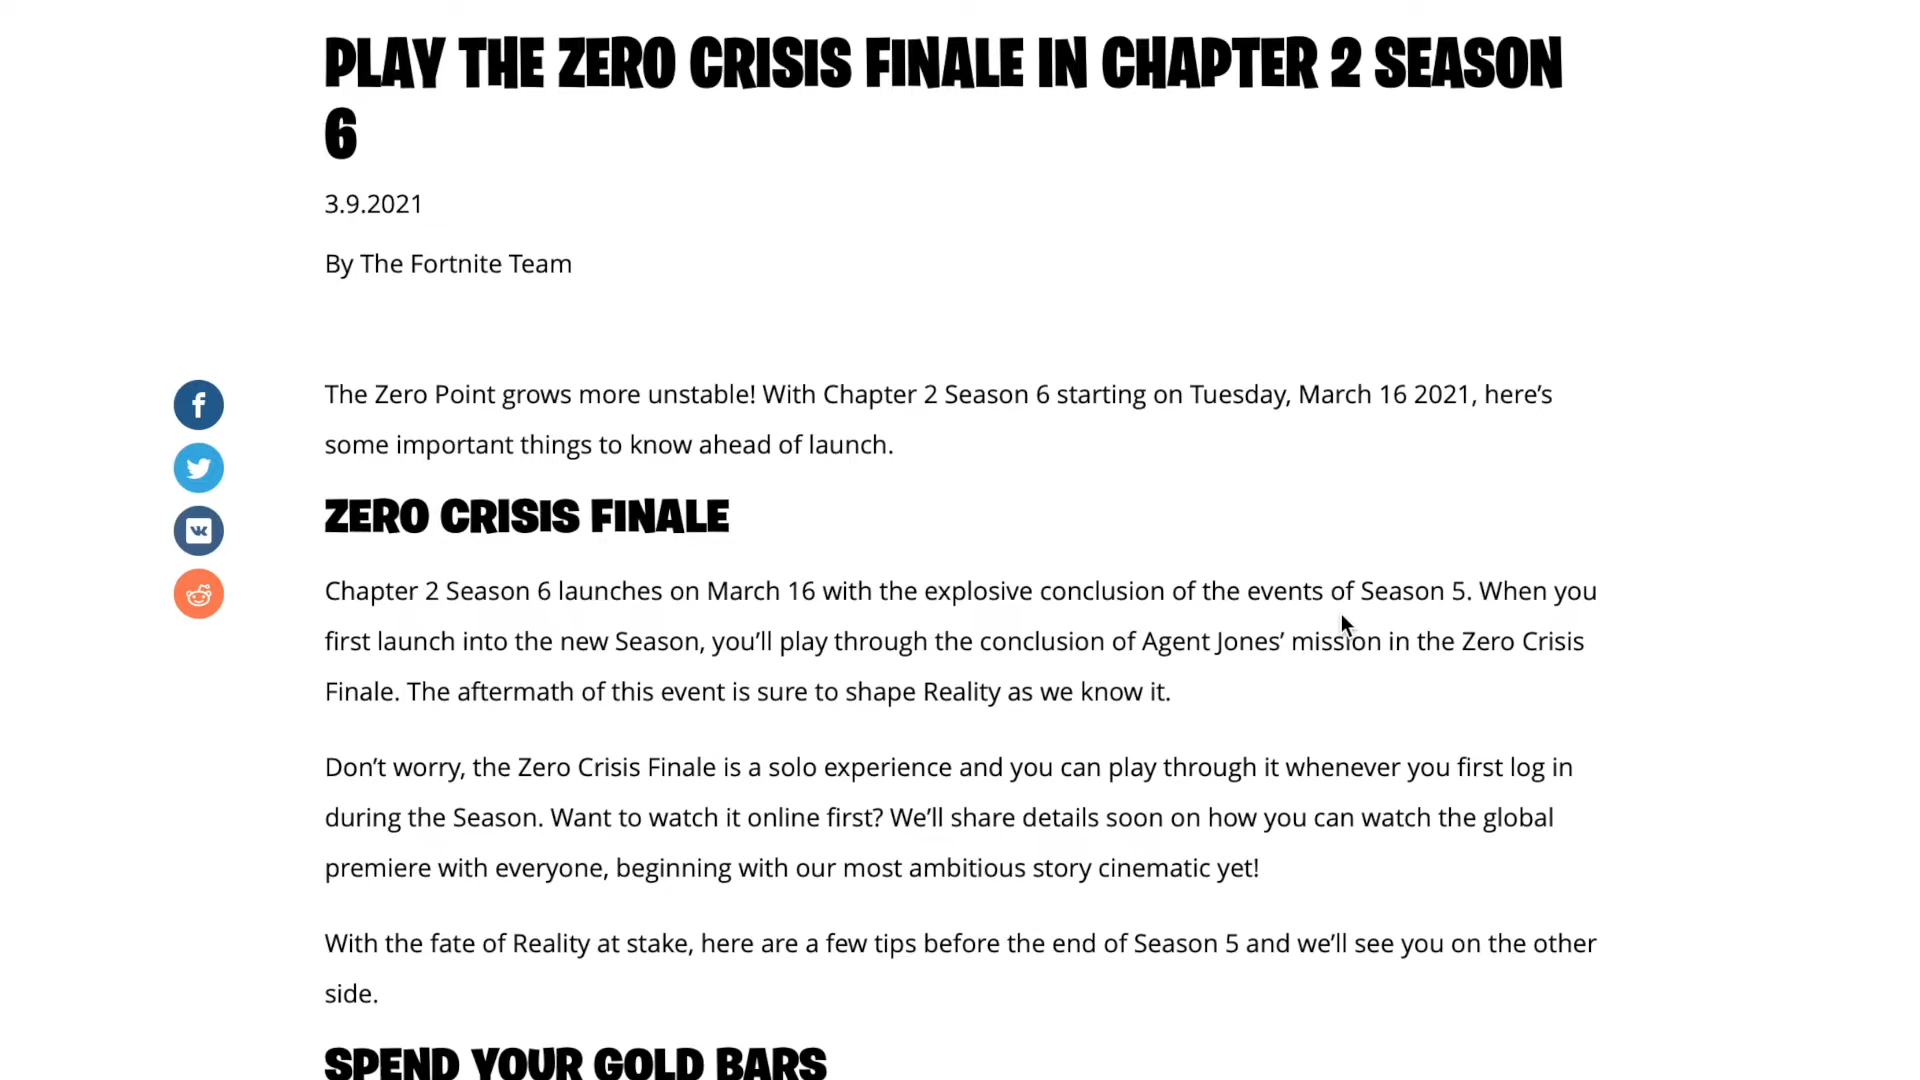 PLAY THE ZERO CRISIS FINALE IN CHAPTER 2 SEASON
6
3.9.2021
By The Fortnite Team
The Zero Point grows more unstable! With Chapter 2 Season 6 starting on Tuesday, March 16 2021, here’s
some important things to know ahead of launch.
ZERO CRISIS FINALE
Chapter 2 Season 6 launches on March 16 with the explosive conclusion of the events of Season 5. When you
first launch into the new Season, you’ll play through the conclusion of Agent Jones’ mission in the Zero Crisis
Finale. The aftermath of this event is sure to shape Reality as we know it.
Don’t worry, the Zero Crisis Finale is a solo experience and you can play through it whenever you first log in
during the Season. Want to watch it online first? We’ll share details soon on how you can watch the global
premiere with everyone, beginning with our most ambitious story cinematic yet!
With the fate of Reality at stake, here are a few tips before the end of Season 5 and we’ll see you on the other
side.
SPEND YOUR GOLD BARS